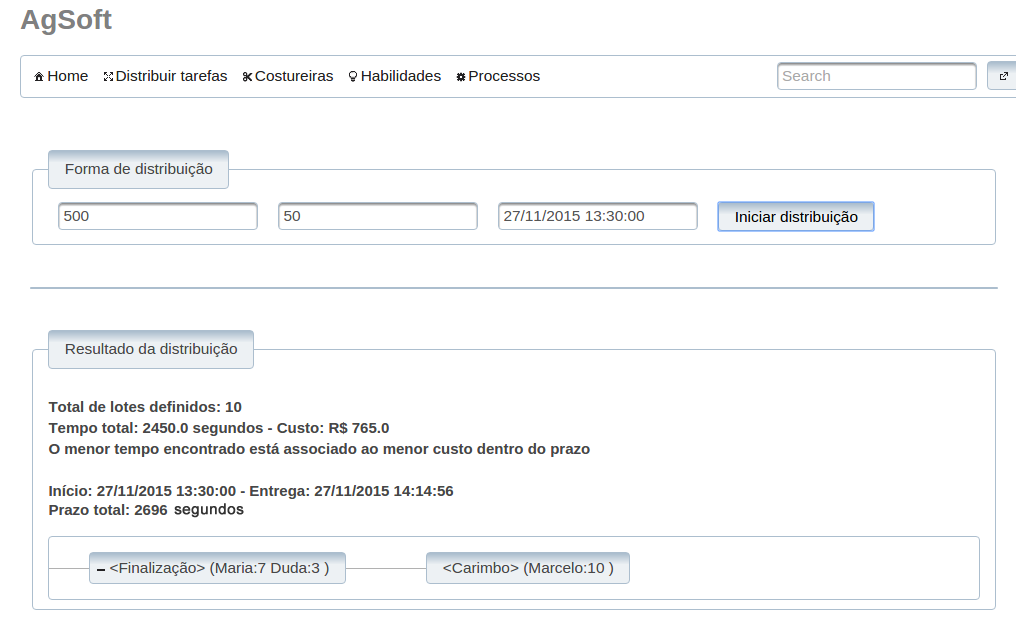 AgSoft
Home Distribuir tarefas Costureiras Habilidades Processos Search
Forma de distribuição
500 50 27/11/2015 13:30:00 Iniciar distribuição
Resultado da distribuição
Total de lotes definidos: 10
Tempo total: 2450.0 segundos - Custo: R$ 765.0
O menor tempo encontrado está associado ao menor custo dentro do prazo
Início: 27/11/2015 13:30:00 - Entrega: 27/11/2015 14:14:56
Prazo total: 2696 segundos
<Finalização> (Maria:7 Duda:3 ) <Carimbo> (Marcelo:10 )